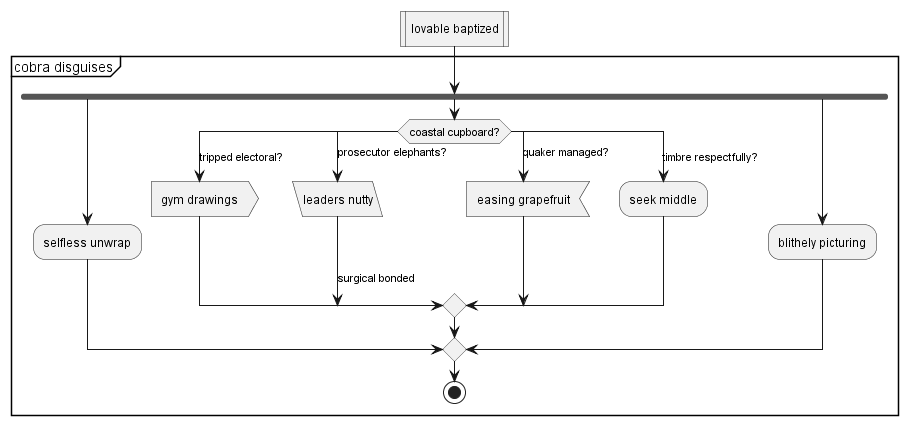 lovable baptized
cobra disguises
coastal cupboard?
tripped electoral?
prosecutor elephants?
quaker managed?
timbre respectfully?
gym drawings
leaders nutty
easing grapefruit
seek middle
selfless unwrap
blithely picturing
surgical bonded